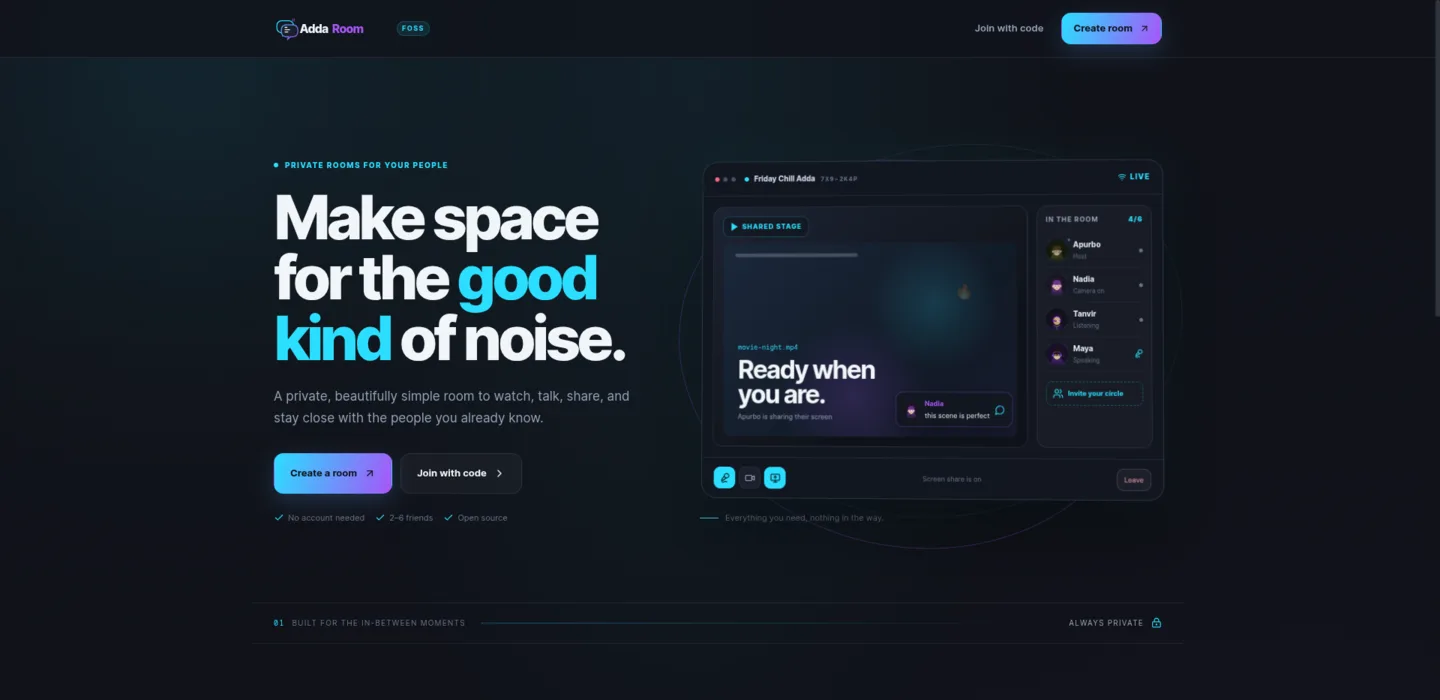 Adda Room
FOSS
Join with code
Create room
PRIVATE ROOMS FOR YOUR PEOPLE
Make space
for the good
kind of noise.
A private, beautifully simple room to watch, talk, share, and
stay close with the people you already know.
Create a room
Join with code
No account needed
2–6 friends
Open source
Friday Chill Adda
7X9-2K4P
LIVE
SHARED STAGE
movie-night.mp4
Ready when
you are.
Apurbo is sharing their screen
Nadia
this scene is perfect
IN THE ROOM
4/6
Apurbo
Host
Nadia
Camera on
Tanvir
Listening
Maya
Speaking
Invite your circle
Screen share is on
Leave
Everything you need, nothing in the way.
01 BUILT FOR THE IN-BETWEEN MOMENTS
ALWAYS PRIVATE